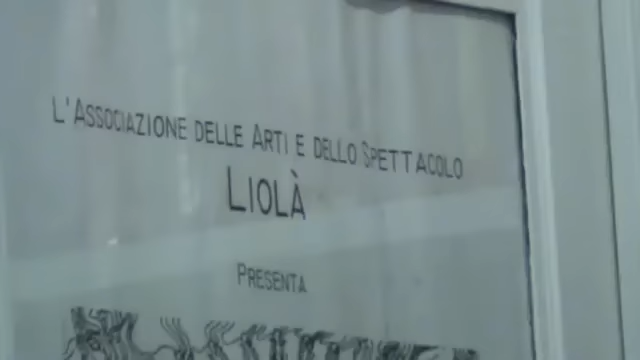 L'ASSOCIAZIONE DELLE ARTI E DELLO SPETTACOLO
LIOLÀ
PRESENTA